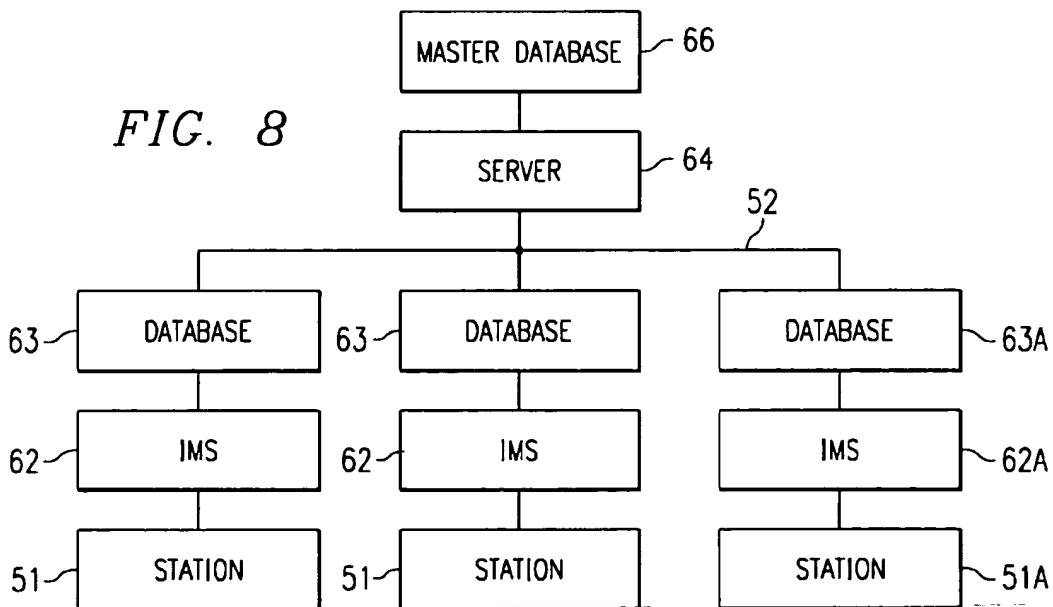 MASTER DATABASE
66
FIG. 8
SERVER
64
52
63
DATABASE
63
DATABASE
DATABASE
63A
62
IMS
62
IMS
IMS
62A
51
STATION
51
STATION
STATION
51A